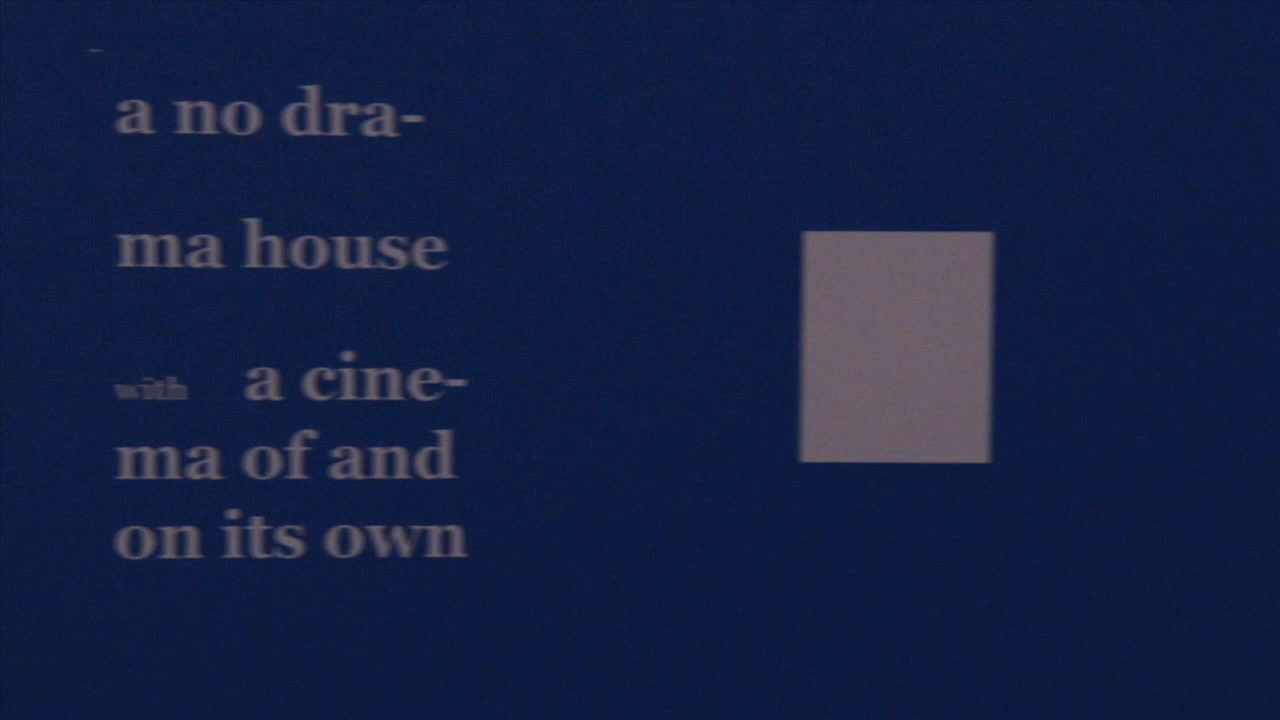 a no dra-
ma house
with a cine-
ma of and
on its own